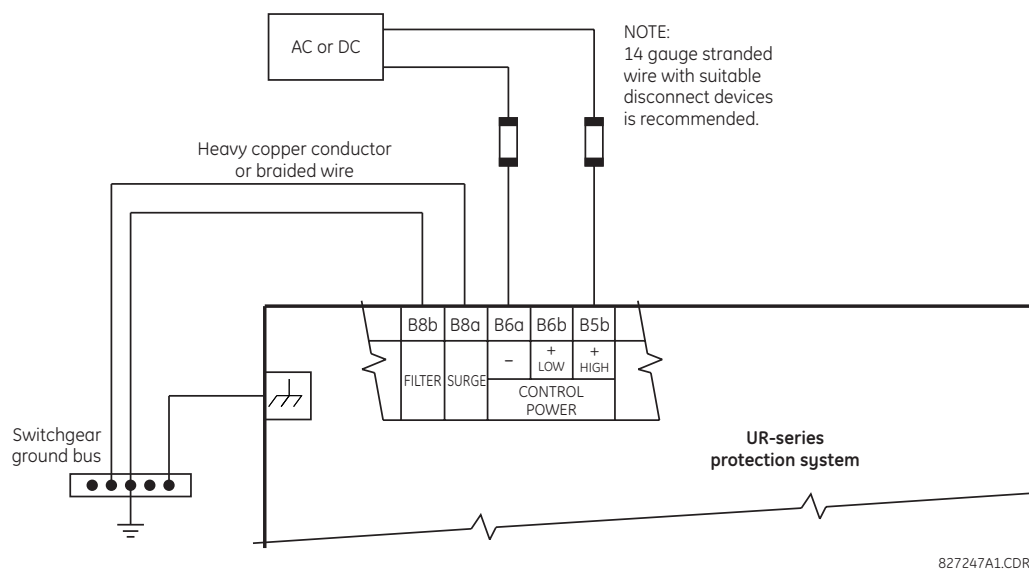 AC or DC
NOTE:
14 gauge stranded
wire with suitable
disconnect devices
is recommended.
Heavy copper conductor
or braided wire
B8b B8a B6a B6b B5b
FILTER SURGE – + LOW + HIGH
CONTROL
POWER
Switchgear
ground bus
UR-series
protection system
827247A1.CDR